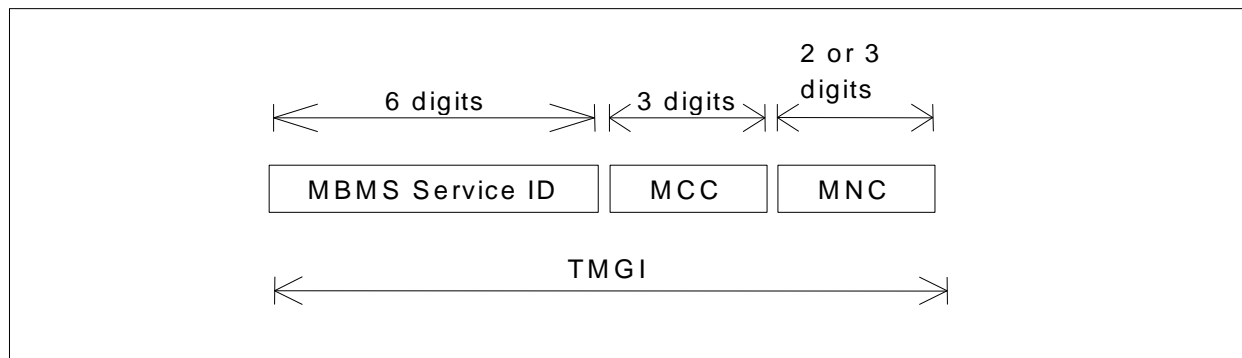 2 or 3
digits
6 digits
3 digits
MBMS Service ID
MCC
MNC
TMGI